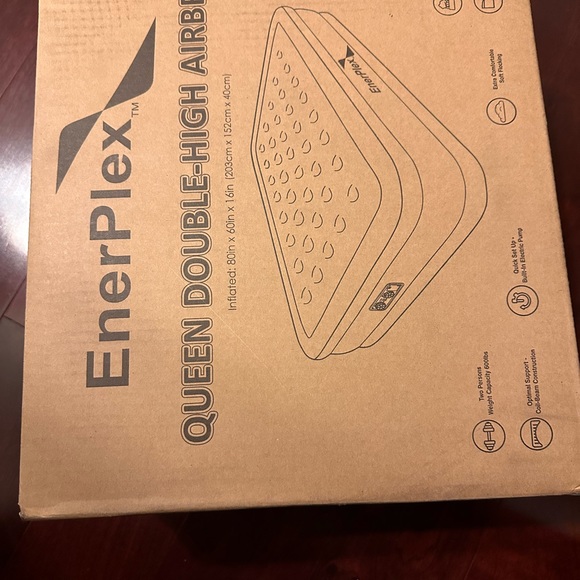 EnerPlex™
QUEEN DOUBLE-HIGH
Inflated: 80in x 60in x 16in (203cm x 152cm x 40cm)
EnerPlex
Two Persons
Weight Capacity 600lbs
Quick Set Up -
Built-In Electric Pump
Extra Comfortable
Soft Flocking
Optimal Support -
Coil-Beam Construction